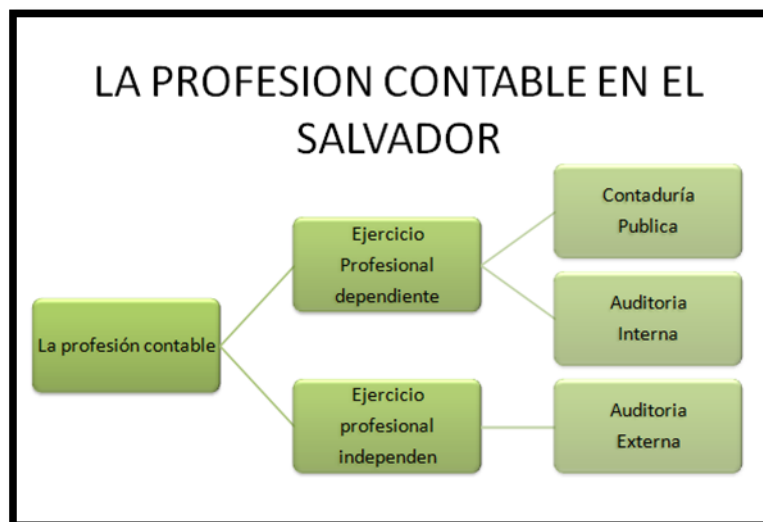 LA PROFESION CONTABLE EN EL
SALVADOR
La profesión contable
Ejercicio
Profesional
dependiente
Contaduría
Publica
Auditoria
Interna
Ejercicio
profesional
independen
Auditoria
Externa